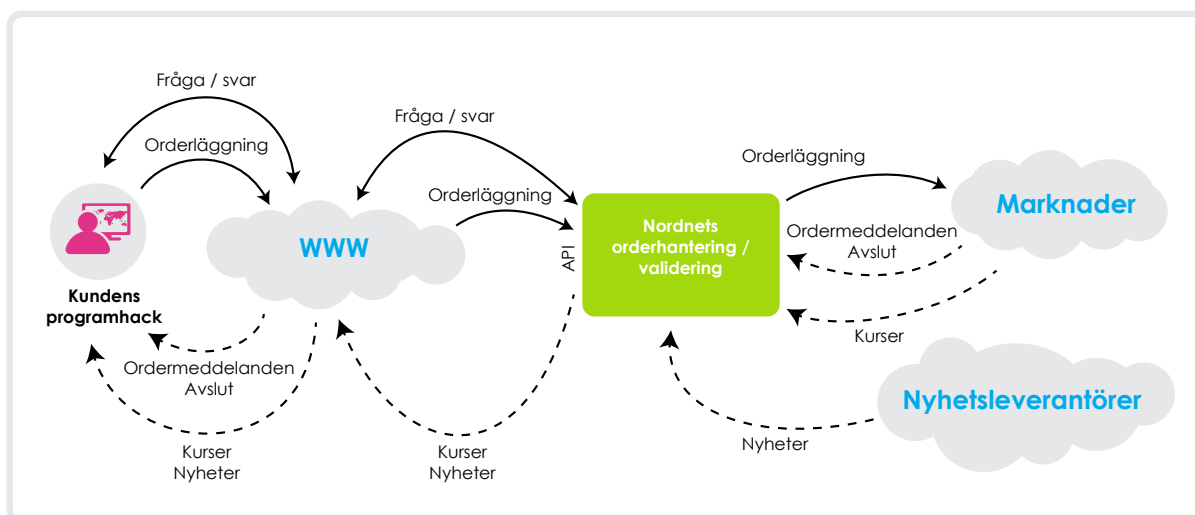 Fråga / svar
Orderläggning
Kundens
programhack
WWW
Ordermeddelanden
Avslut
Kurser
Nyheter
Fråga / svar
Orderläggning
API
Kurser
Nyheter
Nordnets
orderhantering /
validering
Orderläggning
Marknader
Ordermeddelanden
Avslut
Kurser
Nyhetsleverantörer
Nyheter